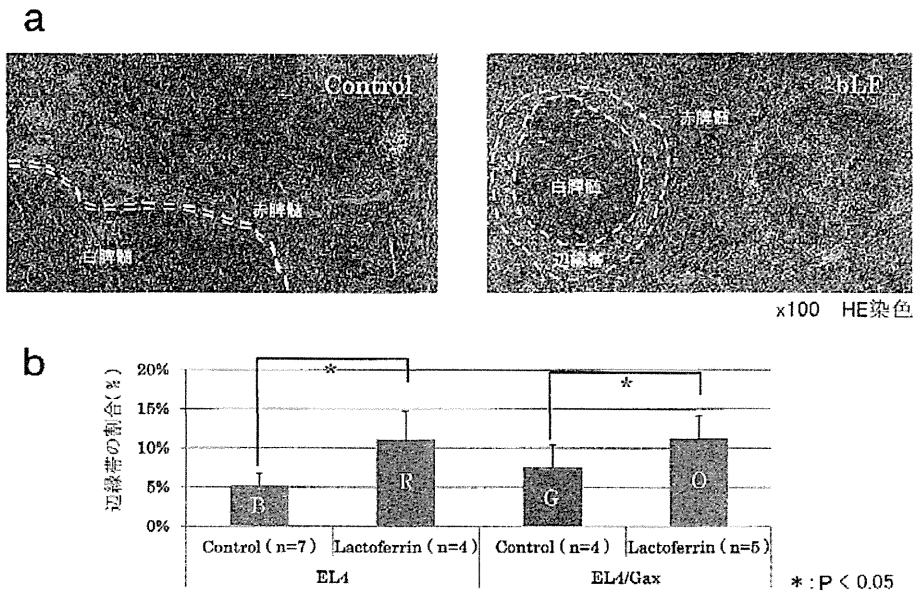 a
Control
赤脾髄
白脾髄
bLF
赤脾髄
白脾髄
辺縁帯
x100 HE染色
b
辺縁帯の割合(%)
20%
15%
10%
5%
0%
*
*
B
R
G
O
Control ( n=7 ) Lactoferrin ( n=4 ) Control ( n=4 ) Lactoferrin ( n=5 )
EL4 EL4/Gax
* : P < 0.05